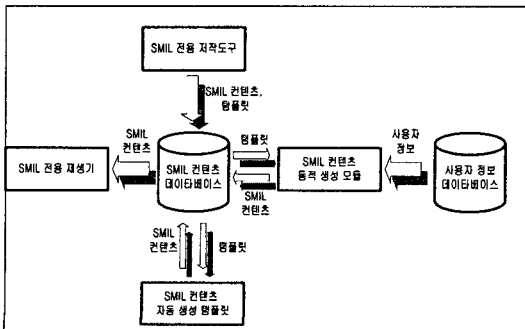 SMIL 전용 저작도구
SMIL 컨텐츠,
템플릿
SMIL
컨텐츠
템플릿
사용자
정보
SMIL 전용 재생기
SMIL 컨텐츠
데이타베이스
SMIL 컨텐츠
동적 생성 모듈
사용자 정보
데이타베이스
SMIL
컨텐츠
SMIL
컨텐츠
템플릿
SMIL 컨텐츠
자동 생성 템플릿